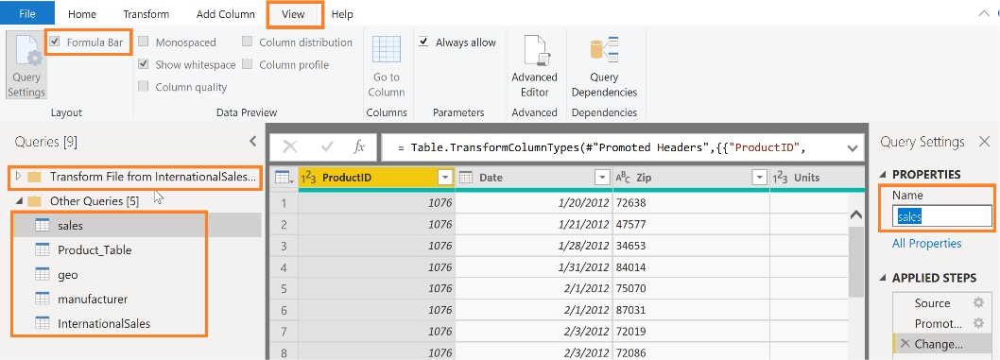 File Home Transform Add Column View Help
Formula Bar Monospaced Column distribution Always allow
Show whitespace Column profile
Query Settings Column quality Go to Column Advanced Editor Query Dependencies
Layout Data Preview Columns Parameters Advanced Dependencies
Queries [9]
Transform File from InternationalSales...
Other Queries [5]
sales
Product_Table
geo
manufacturer
InternationalSales
fx = Table.TransformColumnTypes(#"Promoted Headers",{{"ProductID",
123 ProductID Date ABC Zip 123 Units
1 1076 1/20/2012 72638
2 1076 1/21/2012 47577
3 1076 1/28/2012 34653
4 1076 1/31/2012 84014
5 1076 2/1/2012 75070
6 1076 2/1/2012 87031
7 1076 2/3/2012 72019
8 1076 2/3/2012 72086
Query Settings
PROPERTIES
Name
sales
All Properties
APPLIED STEPS
Source
Promot...
Change...